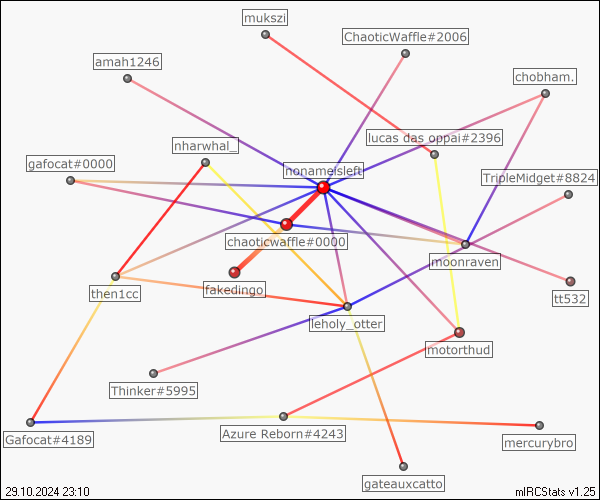 mukszi
ChaoticWaffle#2006
amah1246
chobham.
lucas das oppai#2396
nharwhal_
gafocat#0000
nonameisleft
TripleMidget#8824
chaoticwaffle#0000
moonraven
fakedingo
then1cc
tt532
leholy_otter
motorthud
Thinker#5995
Azure Reborn#4243
Gafocat#4189
mercurybro
gateauxcatto
29.10.2024 23:10
mIRCStats v1.25